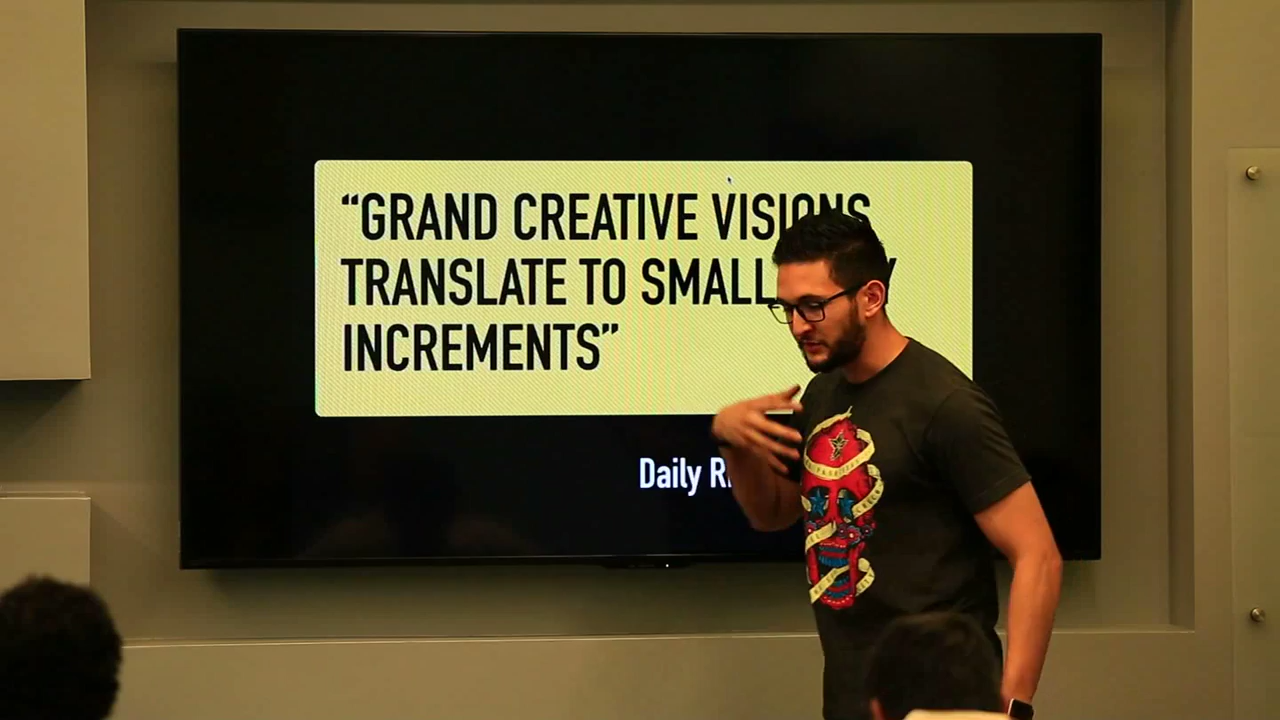 “GRAND CREATIVE VISIONS
TRANSLATE TO SMALL
INCREMENTS”
Daily